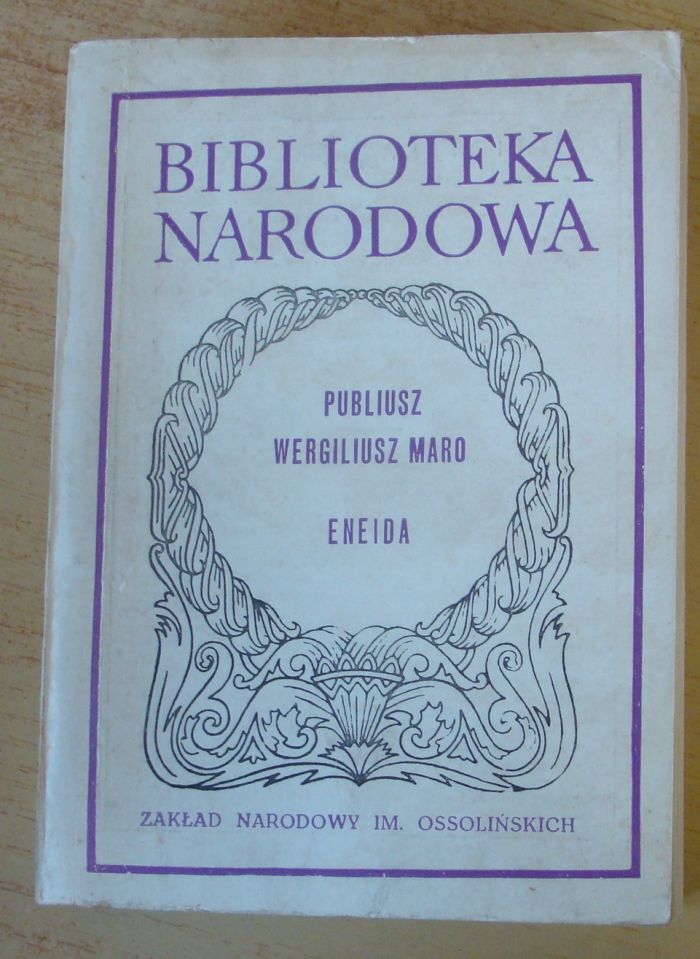 BIBLIOTEKA
NARODOWA
PUBLIUSZ
WERGILIUSZ MARO
ENEIDA
ZAKŁAD NARODOWY IM. OSSOLIŃSKICH